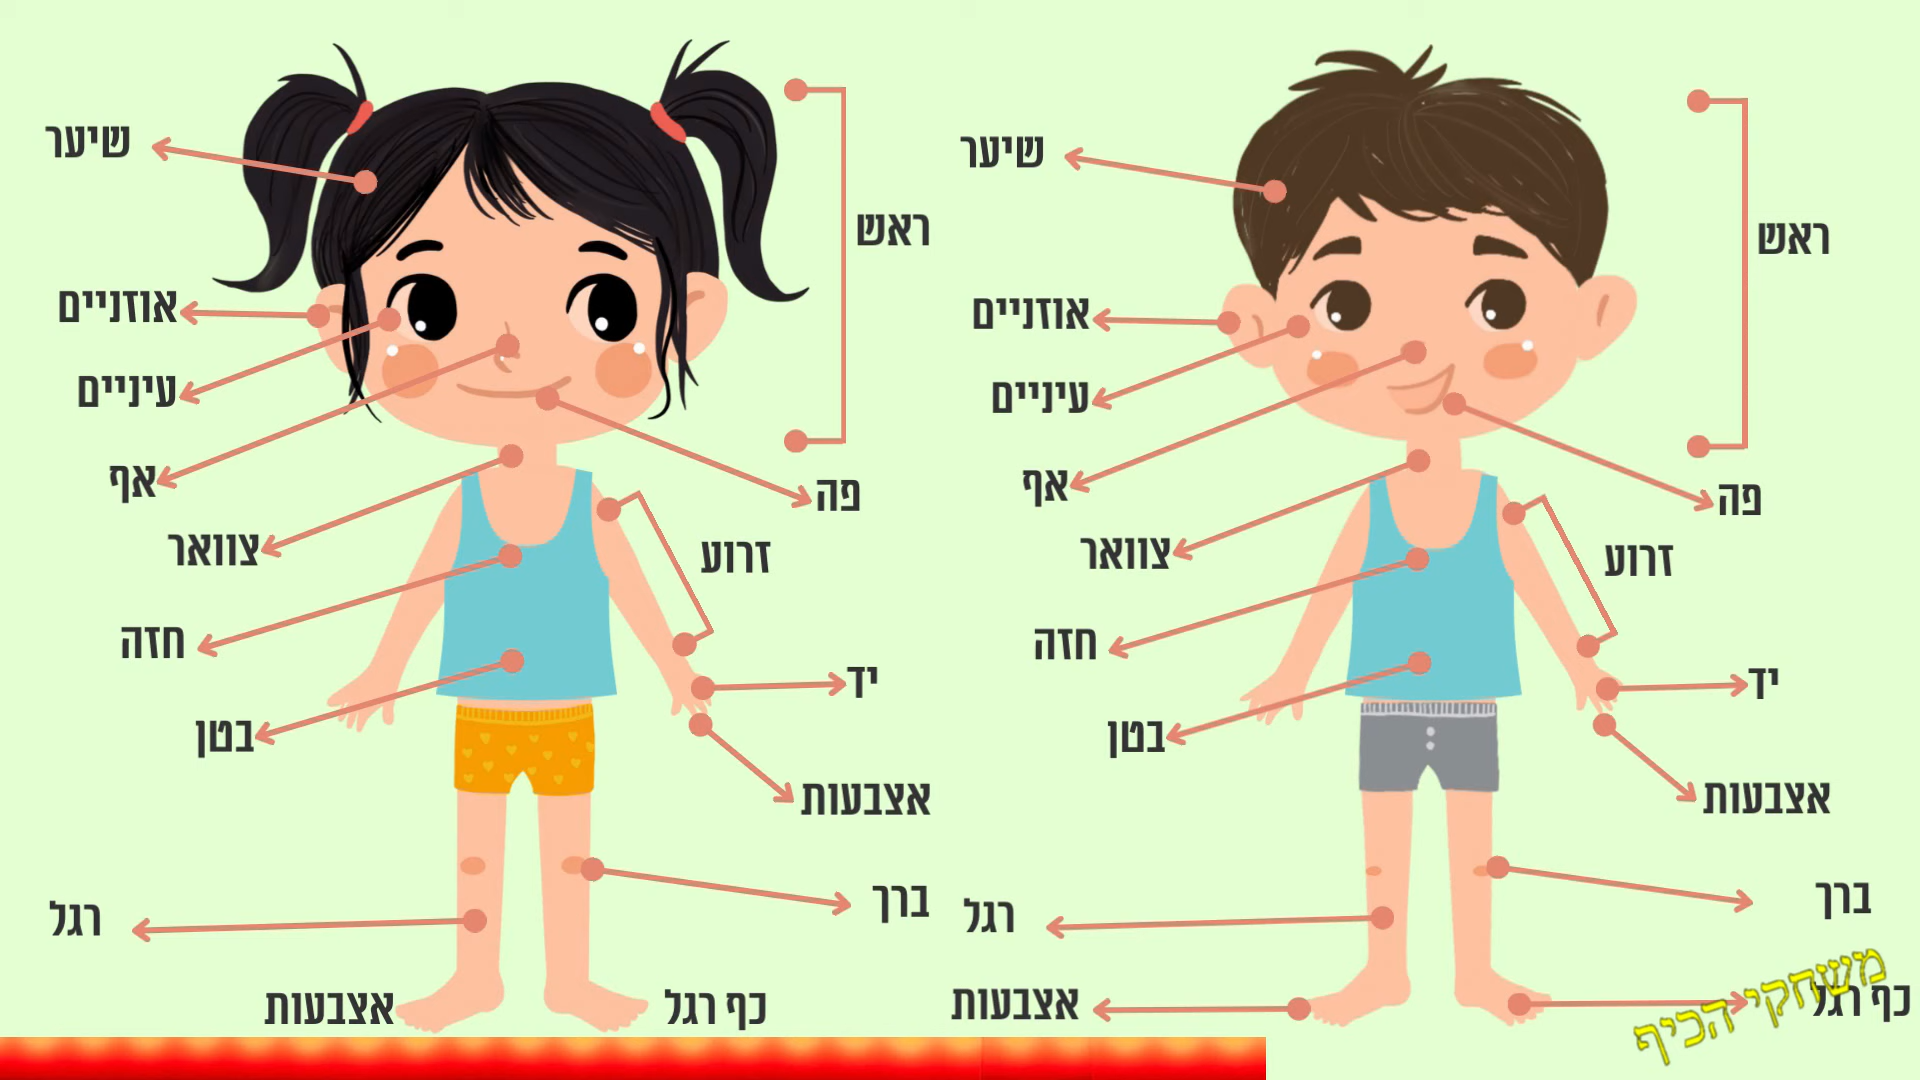 שיער
ראש
אוזניים
עיניים
אף
פה
צוואר
זרוע
חזה
יד
בטן
אצבעות
ברך
רגל
אצבעות
כף רגל
שיער
ראש
אוזניים
עיניים
אף
פה
צוואר
זרוע
חזה
יד
בטן
אצבעות
ברך
רגל
אצבעות
כף רגל
משחקי הכיף